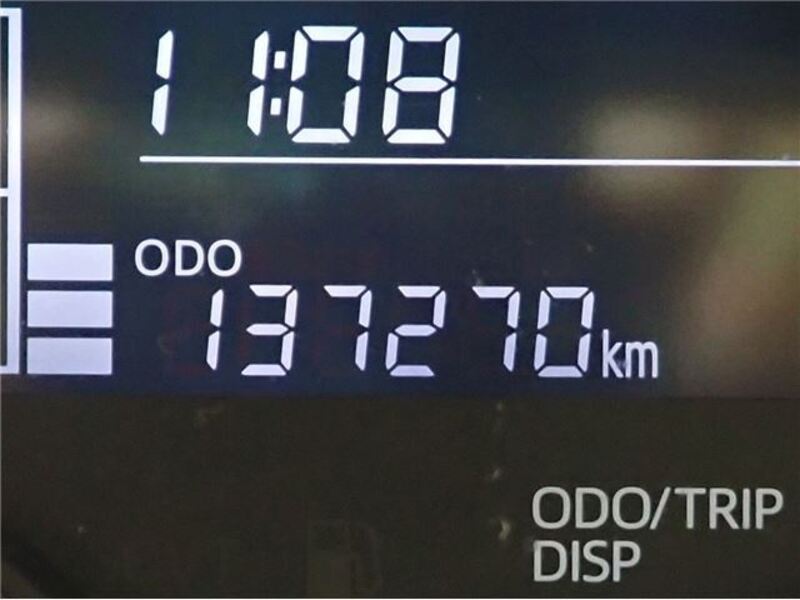 11:08
ODO
137270km
ODO/TRIP
DISP